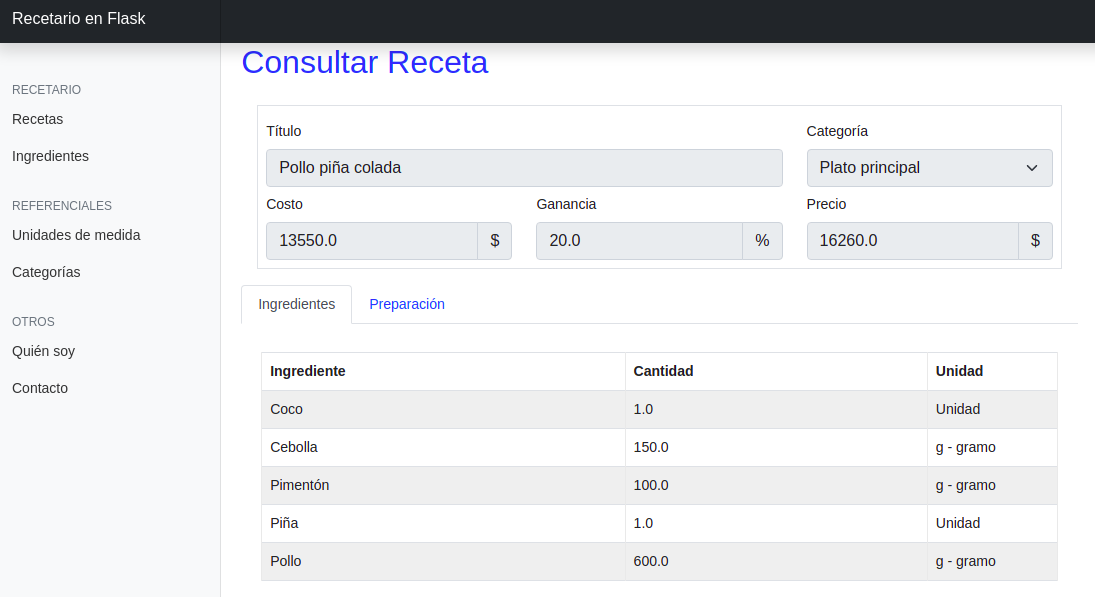 Recetario en Flask
RECETARIO
Recetas
Ingredientes
REFERENCIALES
Unidades de medida
Categorías
OTROS
Quién soy
Contacto
Consultar Receta
Título Categoría
Pollo piña colada Plato principal
Costo Ganancia Precio
13550.0 $ 20.0 % 16260.0 $
Ingredientes Preparación
Ingrediente Cantidad Unidad
Coco 1.0 Unidad
Cebolla 150.0 g - gramo
Pimentón 100.0 g - gramo
Piña 1.0 Unidad
Pollo 600.0 g - gramo